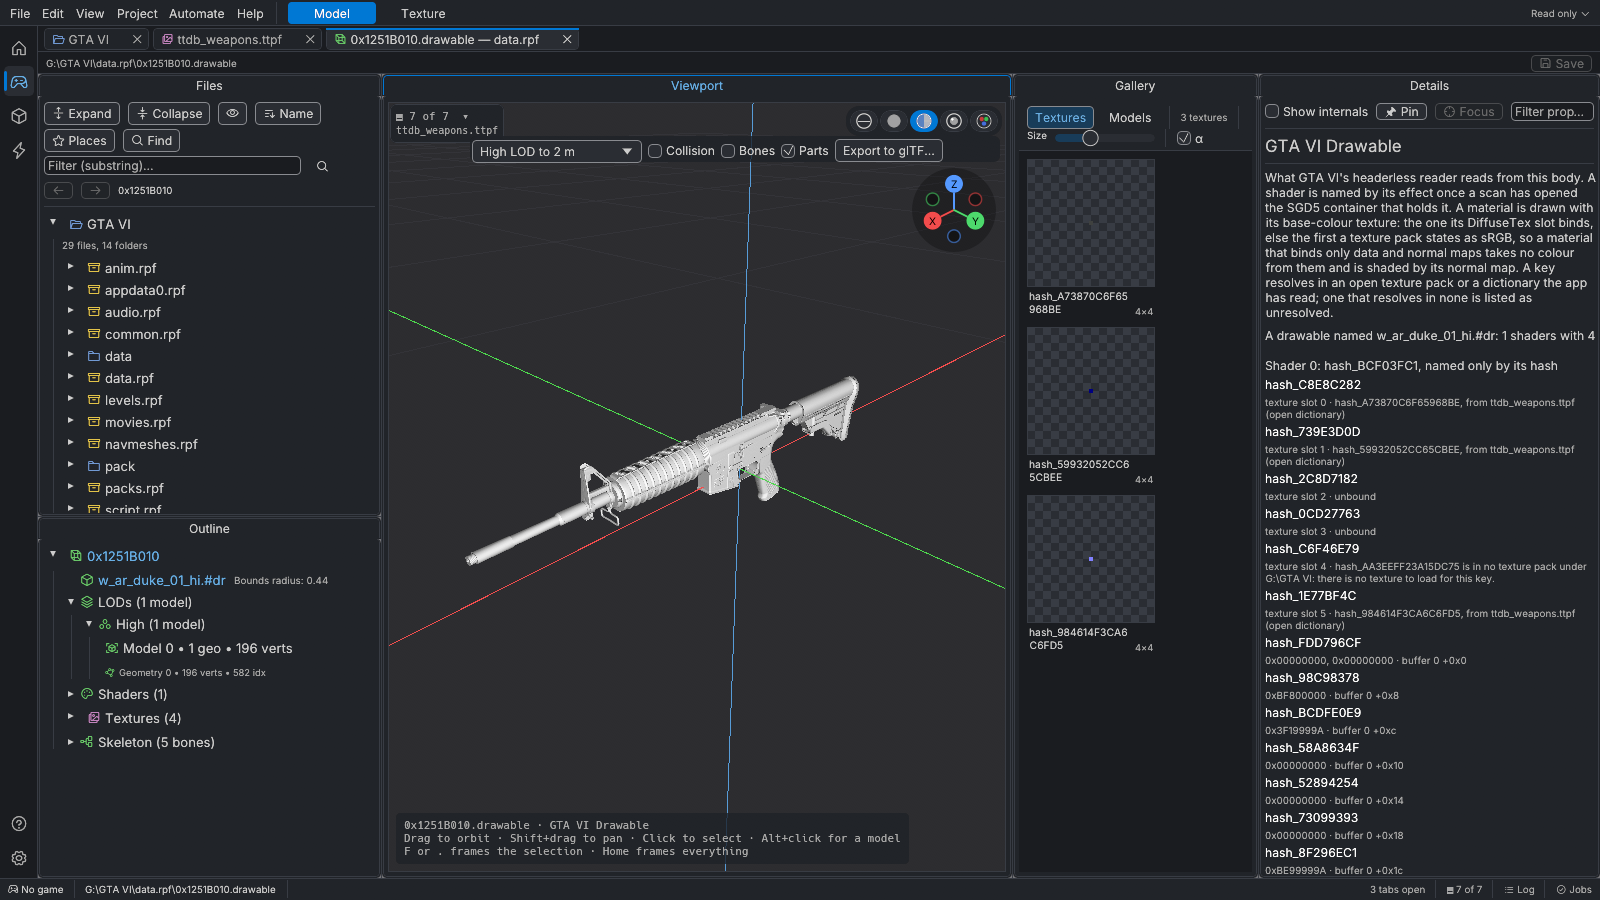 File Edit View Project Automate Help Model Texture Read only
GTA VI ttdb_weapons.ttpf 0x1251B010.drawable — data.rpf
G:\GTA VI\data.rpf\0x1251B010.drawable Save
Files
Expand Collapse Name
Places Find
Filter (substring)...
0x1251B010
GTA VI
29 files, 14 folders
anim.rpf
appdata0.rpf
audio.rpf
common.rpf
data
data.rpf
levels.rpf
movies.rpf
navmeshes.rpf
pack
packs.rpf
script.rpf
Outline
0x1251B010
w_ar_duke_01_hi.#dr Bounds radius: 0.44
LODs (1 model)
High (1 model)
Model 0 • 1 geo • 196 verts
Geometry 0 • 196 verts • 582 idx
Shaders (1)
Textures (4)
Skeleton (5 bones)
Viewport
7 of 7
ttdb_weapons.ttpf
High LOD to 2 m Collision Bones Parts Export to glTF...
Z
X
Y
0x1251B010.drawable · GTA VI Drawable
Drag to orbit · Shift+drag to pan · Click to select · Alt+click for a model
F or . frames the selection · Home frames everything
Gallery
Textures Models 3 textures
Size α
hash_A73870C6F65
968BE 4×4
hash_59932052CC6
5CBEE 4×4
hash_984614F3CA6
C6FD5 4×4
Details
Show internals Pin Focus Filter prop...
GTA VI Drawable
What GTA VI's headerless reader reads from this body. A
shader is named by its effect once a scan has opened
the SGD5 container that holds it. A material is drawn with
its base-colour texture: the one its DiffuseTex slot binds,
else the first a texture pack states as sRGB, so a material
that binds only data and normal maps takes no colour
from them and is shaded by its normal map. A key
resolves in an open texture pack or a dictionary the app
has read; one that resolves in none is listed as
unresolved.
A drawable named w_ar_duke_01_hi.#dr: 1 shaders with 4
Shader 0: hash_BCF03FC1, named only by its hash
hash_C8E8C282
texture slot 0 · hash_A73870C6F65968BE, from ttdb_weapons.ttpf
(open dictionary)
hash_739E3D0D
texture slot 1 · hash_59932052CC65CBEE, from ttdb_weapons.ttpf
(open dictionary)
hash_2C8D7182
texture slot 2 · unbound
hash_0CD27763
texture slot 3 · unbound
hash_C6F46E79
texture slot 4 · hash_AA3EEFF23A15DC75 is in no texture pack under
G:\GTA VI: there is no texture to load for this key.
hash_1E77BF4C
texture slot 5 · hash_984614F3CA6C6FD5, from ttdb_weapons.ttpf
(open dictionary)
hash_FDD796CF
0x00000000, 0x00000000 · buffer 0 +0x0
hash_98C98378
0xBF800000 · buffer 0 +0x8
hash_BCDFE0E9
0x3F19999A · buffer 0 +0xc
hash_58A8634F
0x00000000 · buffer 0 +0x10
hash_52894254
0x00000000 · buffer 0 +0x14
hash_73099393
0x00000000 · buffer 0 +0x18
hash_8F296EC1
0xBE99999A · buffer 0 +0x1c
No game G:\GTA VI\data.rpf\0x1251B010.drawable 3 tabs open 7 of 7 Log Jobs